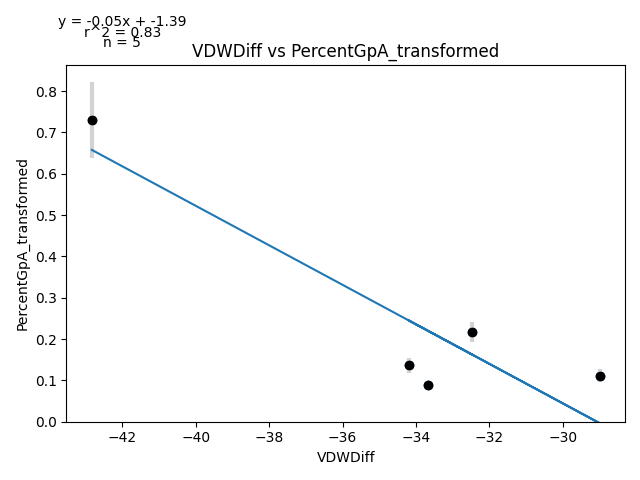 y = -0.05x + -1.39
r^2 = 0.83
n = 5
VDWDiff vs PercentGpA_transformed
PercentGpA_transformed
0.8
0.7
0.6
0.5
0.4
0.3
0.2
0.1
0.0
−42 −40 −38 −36 −34 −32 −30
VDWDiff